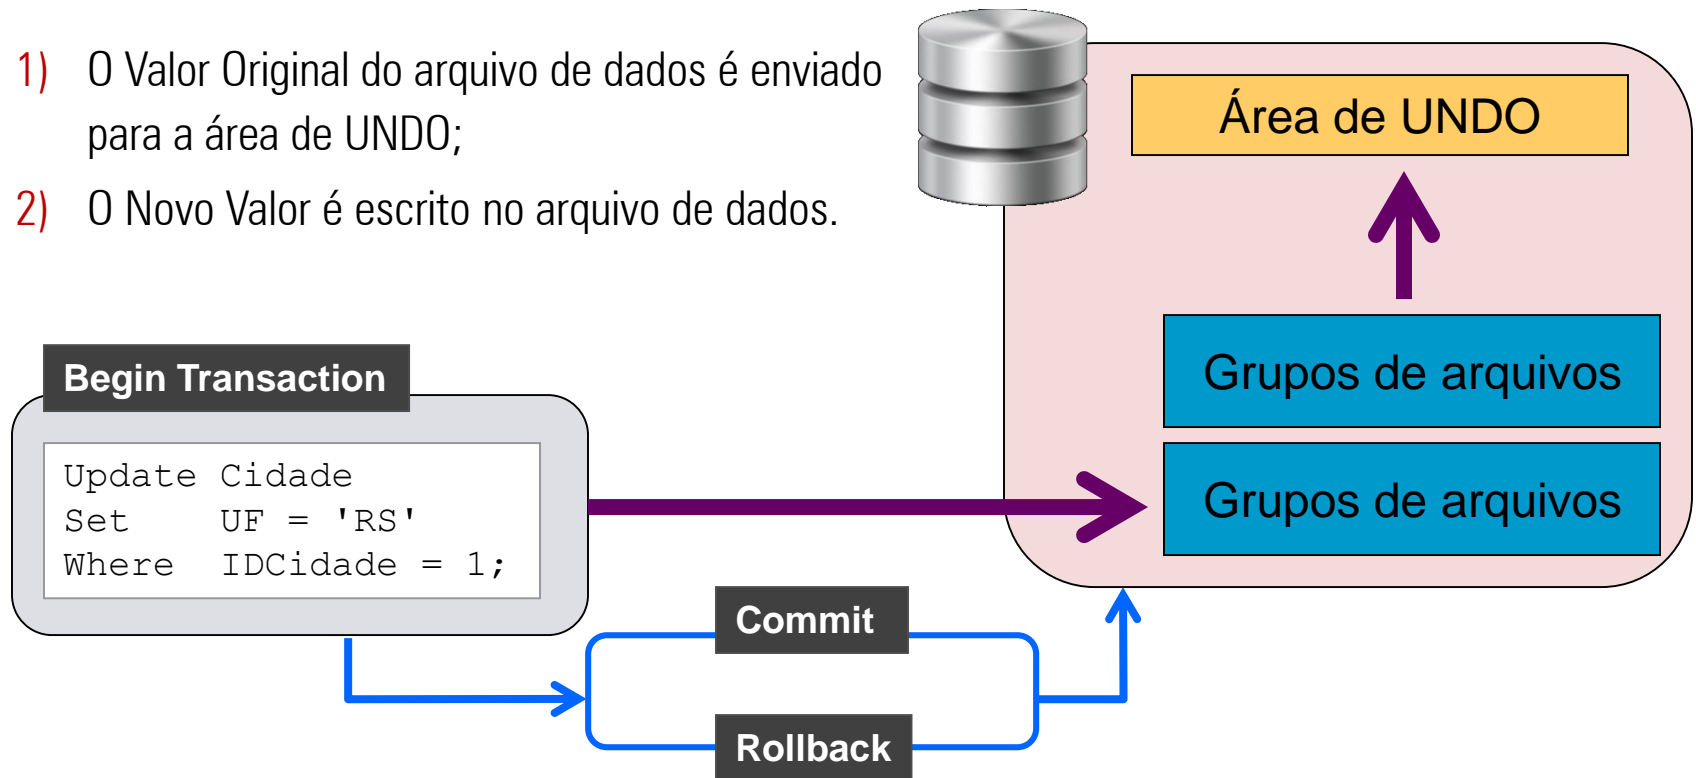 1) O Valor Original do arquivo de dados é enviado
para a área de UNDO;
2) O Novo Valor é escrito no arquivo de dados.
Área de UNDO
Grupos de arquivos
Grupos de arquivos
Begin Transaction
Update Cidade
Set UF = 'RS'
Where IDCidade = 1;
Commit
Rollback